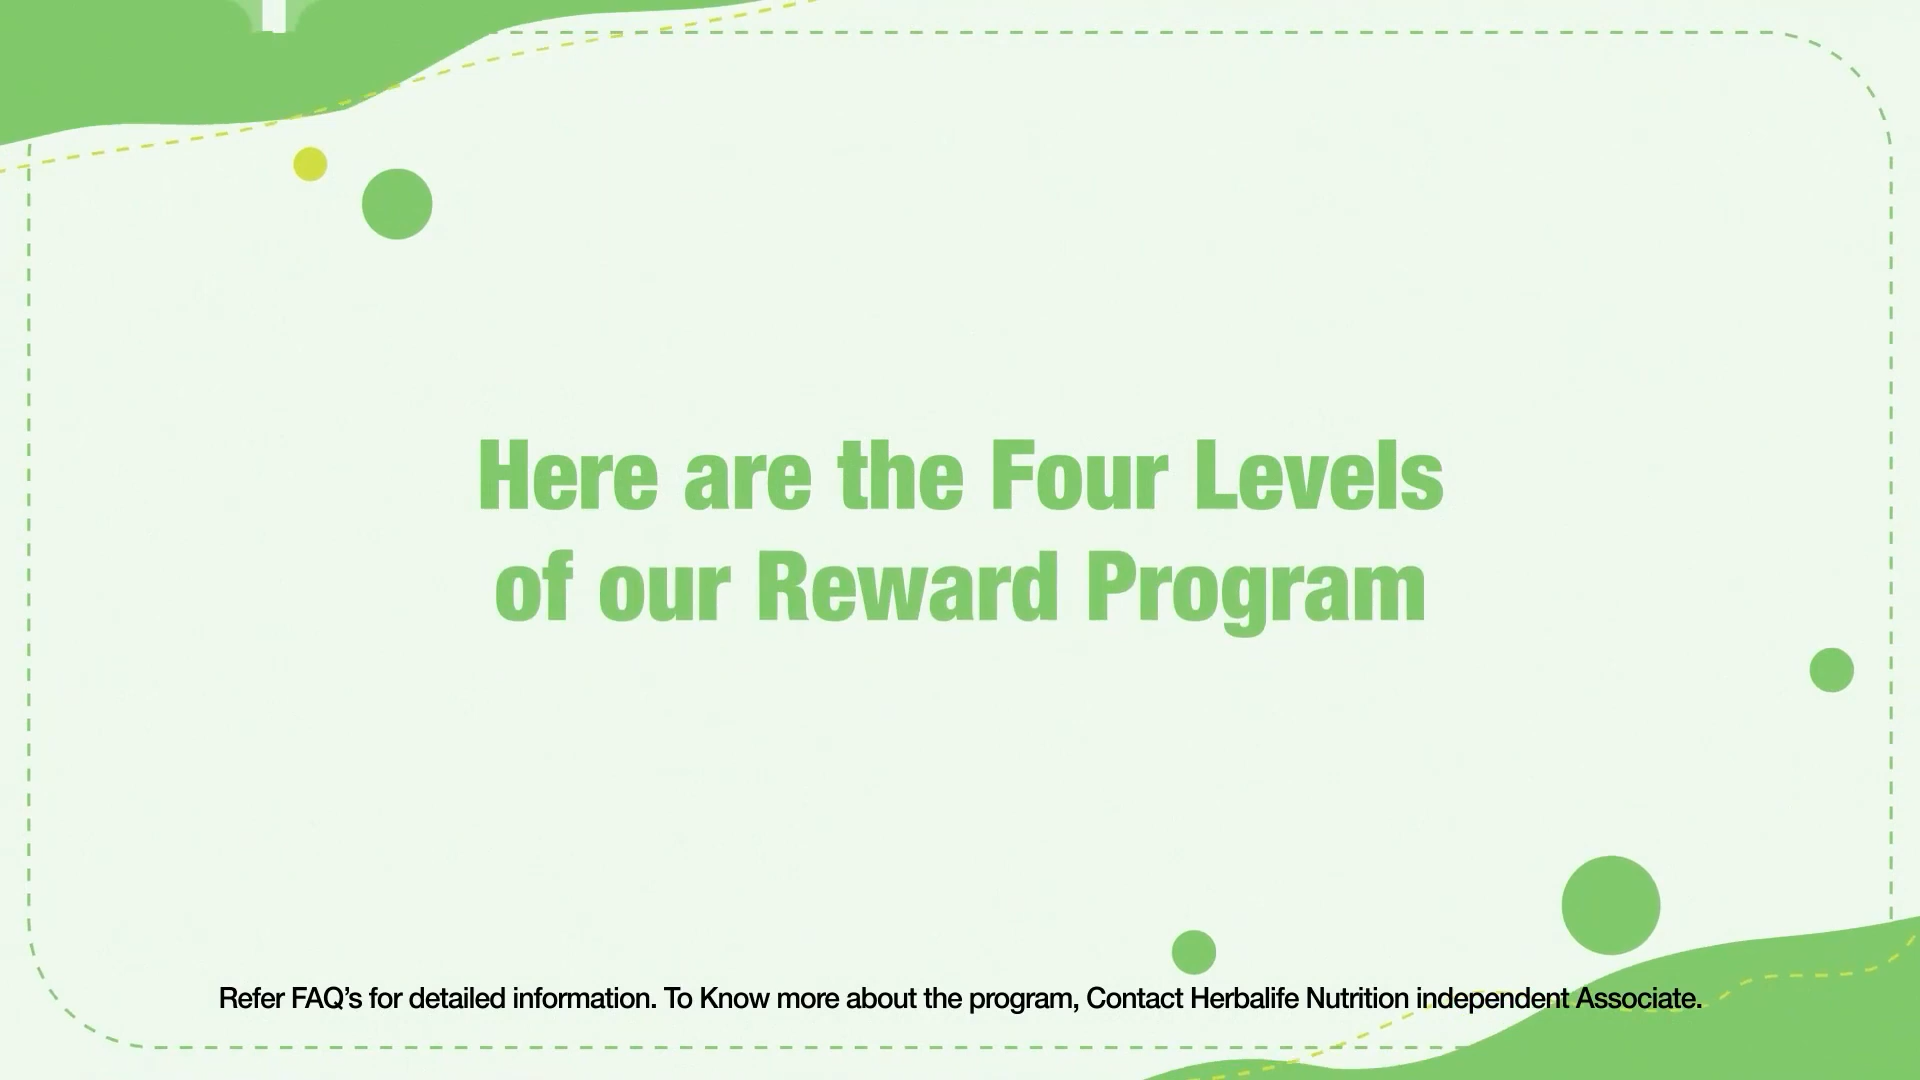 Here are the Four Levels
of our Reward Program
Refer FAQ’s for detailed information. To Know more about the program, Contact Herbalife Nutrition independent Associate.